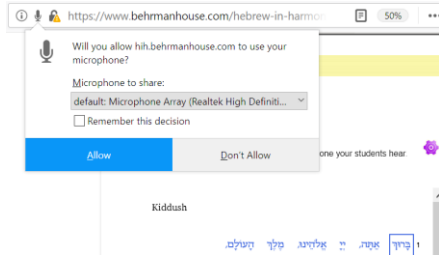 https://www.behrmanhouse.com/hebrew-in-harmon
50%
Will you allow hih.behrmanhouse.com to use your
microphone?
Microphone to share:
default: Microphone Array (Realtek High Definiti...
Remember this decision
Allow
Don't Allow
one your students hear
Kiddush
1 בָּרוּךְ אַתָּה, יְיָ אֱלֹהֵינוּ, מֶלֶךְ הָעוֹלָם,